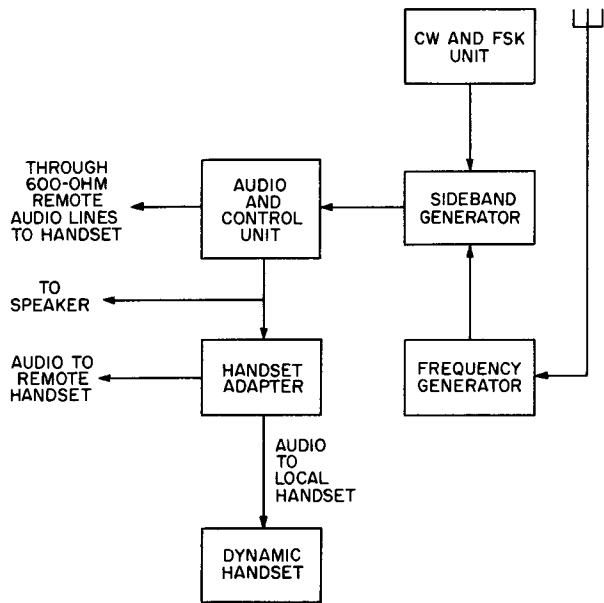 CW AND FSK
UNIT
THROUGH
600-OHM
REMOTE
AUDIO LINES
TO HANDSET
AUDIO
AND
CONTROL
UNIT
SIDEBAND
GENERATOR
TO
SPEAKER
AUDIO TO
REMOTE
HANDSET
HANDSET
ADAPTER
FREQUENCY
GENERATOR
AUDIO
TO
LOCAL
HANDSET
DYNAMIC
HANDSET